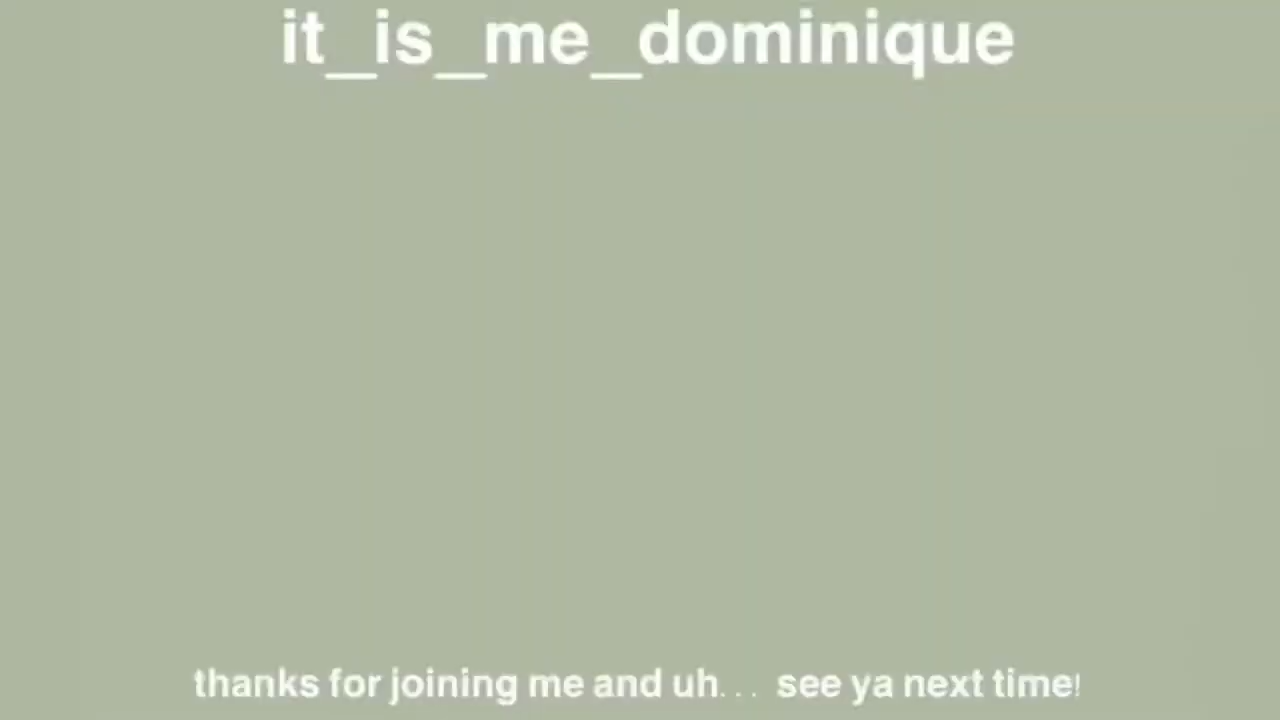 it_is_me_dominique
thanks for joining me and uh... see ya next time!